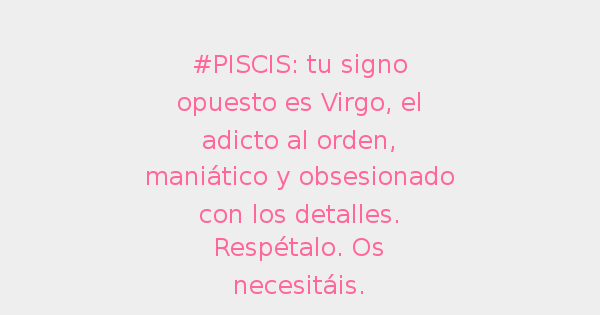 #PISCIS: tu signo
opuesto es Virgo, el
adicto al orden,
maniático y obsesionado
con los detalles.
Respétalo. Os
necesitáis.